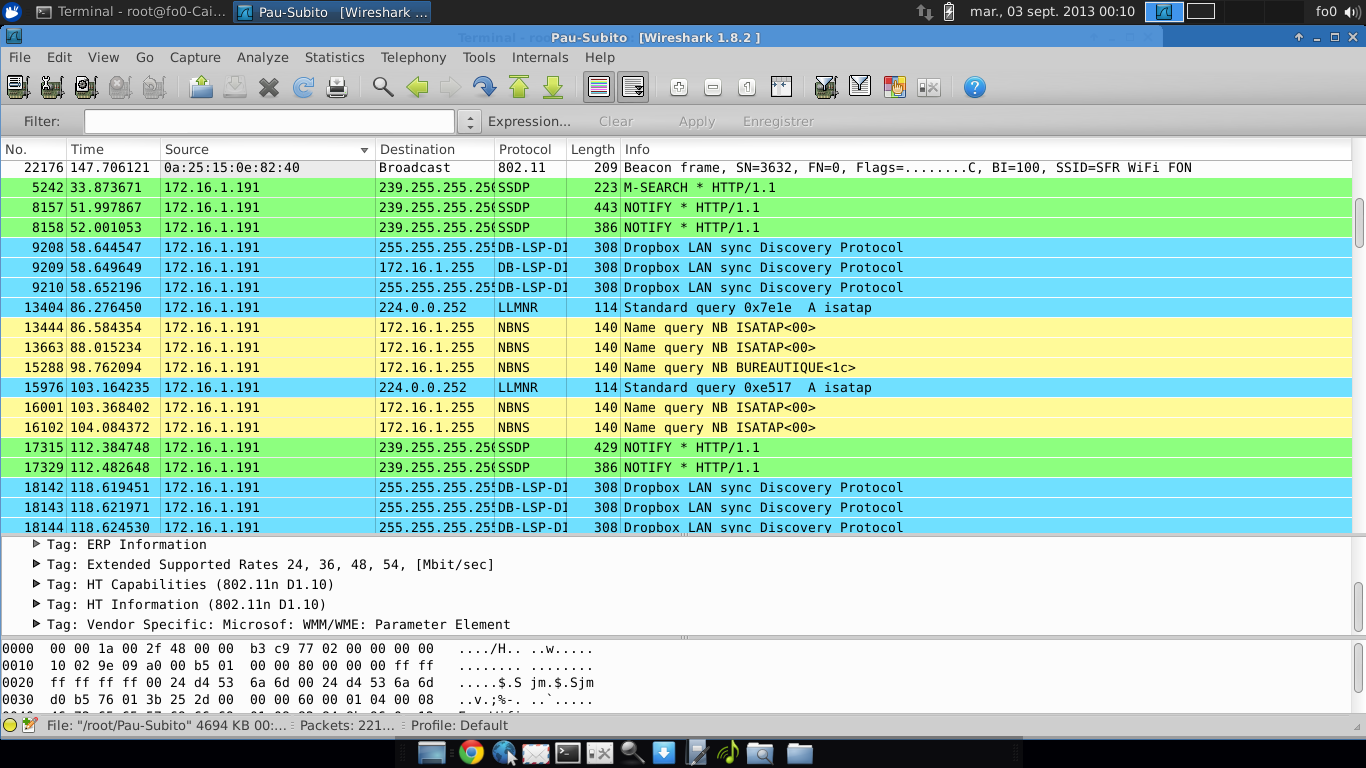 Terminal - root@fo0-Cai... Pau-Subito [Wireshark ... mar., 03 sept. 2013 00:10 fo0
Pau-Subito [Wireshark 1.8.2 ]
File Edit View Go Capture Analyze Statistics Telephony Tools Internals Help
Filter: Expression... Clear Apply Enregistrer
No. Time Source Destination Protocol Length Info
22176 147.706121 0a:25:15:0e:82:40 Broadcast 802.11 209 Beacon frame, SN=3632, FN=0, Flags=........C, BI=100, SSID=SFR WiFi FON
5242 33.873671 172.16.1.191 239.255.255.250 SSDP 223 M-SEARCH * HTTP/1.1
8157 51.997867 172.16.1.191 239.255.255.250 SSDP 443 NOTIFY * HTTP/1.1
8158 52.001053 172.16.1.191 239.255.255.250 SSDP 386 NOTIFY * HTTP/1.1
9208 58.644547 172.16.1.191 255.255.255.255 DB-LSP-DI 308 Dropbox LAN sync Discovery Protocol
9209 58.649649 172.16.1.191 172.16.1.255 DB-LSP-DI 308 Dropbox LAN sync Discovery Protocol
9210 58.652196 172.16.1.191 255.255.255.255 DB-LSP-DI 308 Dropbox LAN sync Discovery Protocol
13404 86.276450 172.16.1.191 224.0.0.252 LLMNR 114 Standard query 0x7e1e A isatap
13444 86.584354 172.16.1.191 172.16.1.255 NBNS 140 Name query NB ISATAP<00>
13663 88.015234 172.16.1.191 172.16.1.255 NBNS 140 Name query NB ISATAP<00>
15288 98.762094 172.16.1.191 172.16.1.255 NBNS 140 Name query NB BUREAUTIQUE<1c>
15976 103.164235 172.16.1.191 224.0.0.252 LLMNR 114 Standard query 0xe517 A isatap
16001 103.368402 172.16.1.191 172.16.1.255 NBNS 140 Name query NB ISATAP<00>
16102 104.084372 172.16.1.191 172.16.1.255 NBNS 140 Name query NB ISATAP<00>
17315 112.384748 172.16.1.191 239.255.255.250 SSDP 429 NOTIFY * HTTP/1.1
17329 112.482648 172.16.1.191 239.255.255.250 SSDP 386 NOTIFY * HTTP/1.1
18142 118.619451 172.16.1.191 255.255.255.255 DB-LSP-DI 308 Dropbox LAN sync Discovery Protocol
18143 118.621971 172.16.1.191 255.255.255.255 DB-LSP-DI 308 Dropbox LAN sync Discovery Protocol
18144 118.624530 172.16.1.191 255.255.255.255 DB-LSP-DI 308 Dropbox LAN sync Discovery Protocol
Tag: ERP Information
Tag: Extended Supported Rates 24, 36, 48, 54, [Mbit/sec]
Tag: HT Capabilities (802.11n D1.10)
Tag: HT Information (802.11n D1.10)
Tag: Vendor Specific: Microsof: WMM/WME: Parameter Element
0000 00 00 1a 00 2f 48 00 00 b3 c9 77 02 00 00 00 00 ..../H.. ..w.....
0010 10 02 9e 09 a0 00 b5 01 00 00 80 00 00 00 ff ff ........ ........
0020 ff ff ff ff 00 24 d4 53 6a 6d 00 24 d4 53 6a 6d .....$.S jm.$.Sjm
0030 d0 b5 76 01 3b 25 2d 00 00 00 60 00 01 04 00 08 ..v.;%-. ..`.....
File: "/root/Pau-Subito" 4694 KB 00:... Packets: 221... Profile: Default